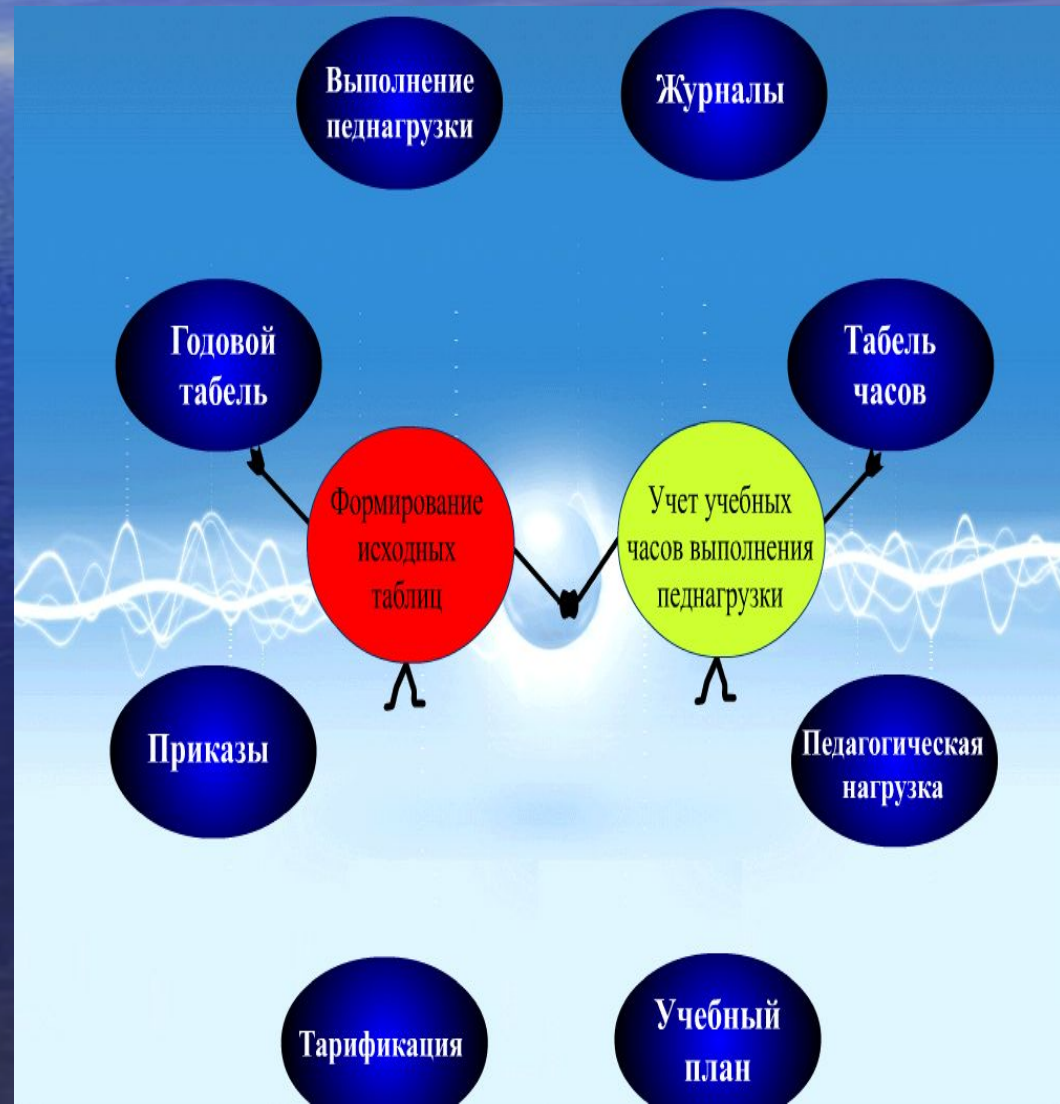 Выполнение
педнагрузки
Журналы
Годовой
табель
Табель
часов
Формирование
исходных
таблиц
Учет учебных
часов выполнения
педнагрузки
Приказы
Педагогическая
нагрузка
Тарификация
Учебный
план